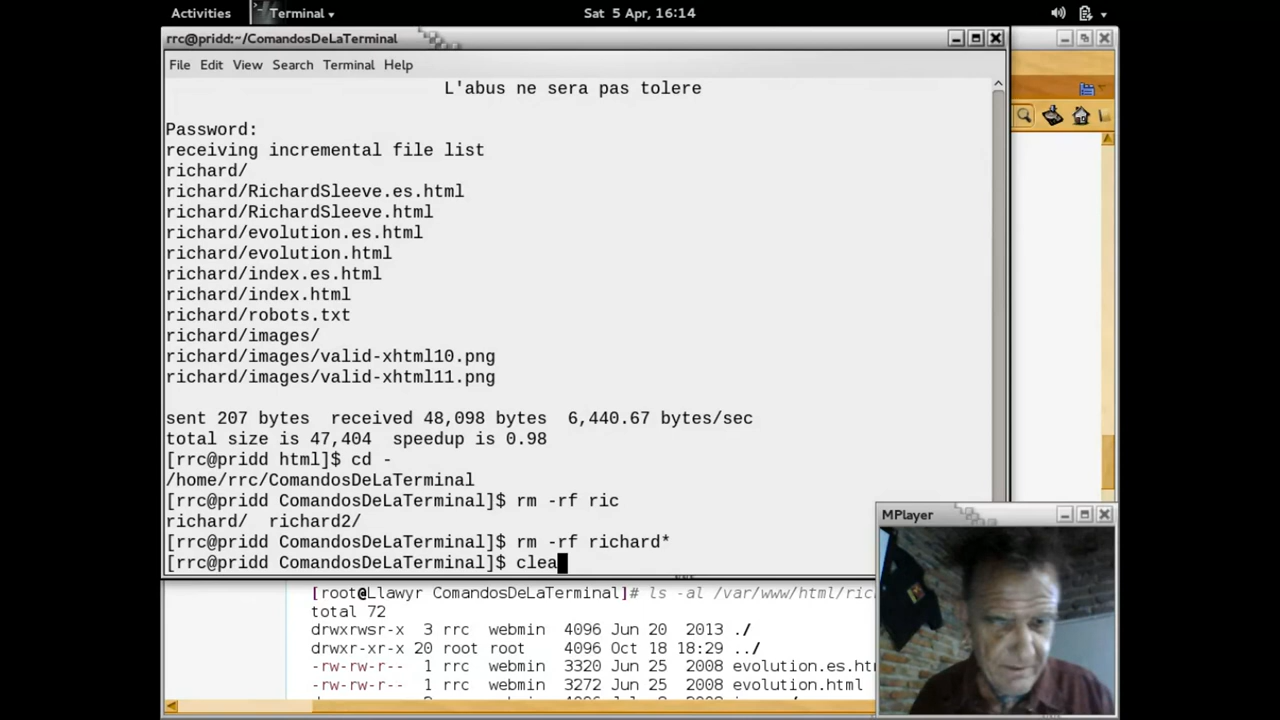 Activities
Terminal
Sat 5 Apr, 16:14
rrc@pridd:~/ComandosDeLaTerminal
File Edit View Search Terminal Help
L'abus ne sera pas tolere
Password:
receiving incremental file list
richard/
richard/RichardSleeve.es.html
richard/RichardSleeve.html
richard/evolution.es.html
richard/evolution.html
richard/index.es.html
richard/index.html
richard/robots.txt
richard/images/
richard/images/valid-xhtml10.png
richard/images/valid-xhtml11.png
sent 207 bytes  received 48,098 bytes  6,440.67 bytes/sec
total size is 47,404  speedup is 0.98
[rrc@pridd html]$ cd -
/home/rrc/ComandosDeLaTerminal
[rrc@pridd ComandosDeLaTerminal]$ rm -rf ric
richard/  richard2/
[rrc@pridd ComandosDeLaTerminal]$ rm -rf richard*
[rrc@pridd ComandosDeLaTerminal]$ clea
MPlayer
[root@Llawyr ComandosDeLaTerminal]# ls -al /var/www/html/ric
total 72
drwxrwsr-x  3 rrc  webmin  4096 Jun 20  2013 ./
drwxr-xr-x 20 root root    4096 Oct 18 18:29 ../
-rw-rw-r--  1 rrc  webmin  3320 Jun 25  2008 evolution.es.ht
-rw-rw-r--  1 rrc  webmin  3272 Jun 25  2008 evolution.html